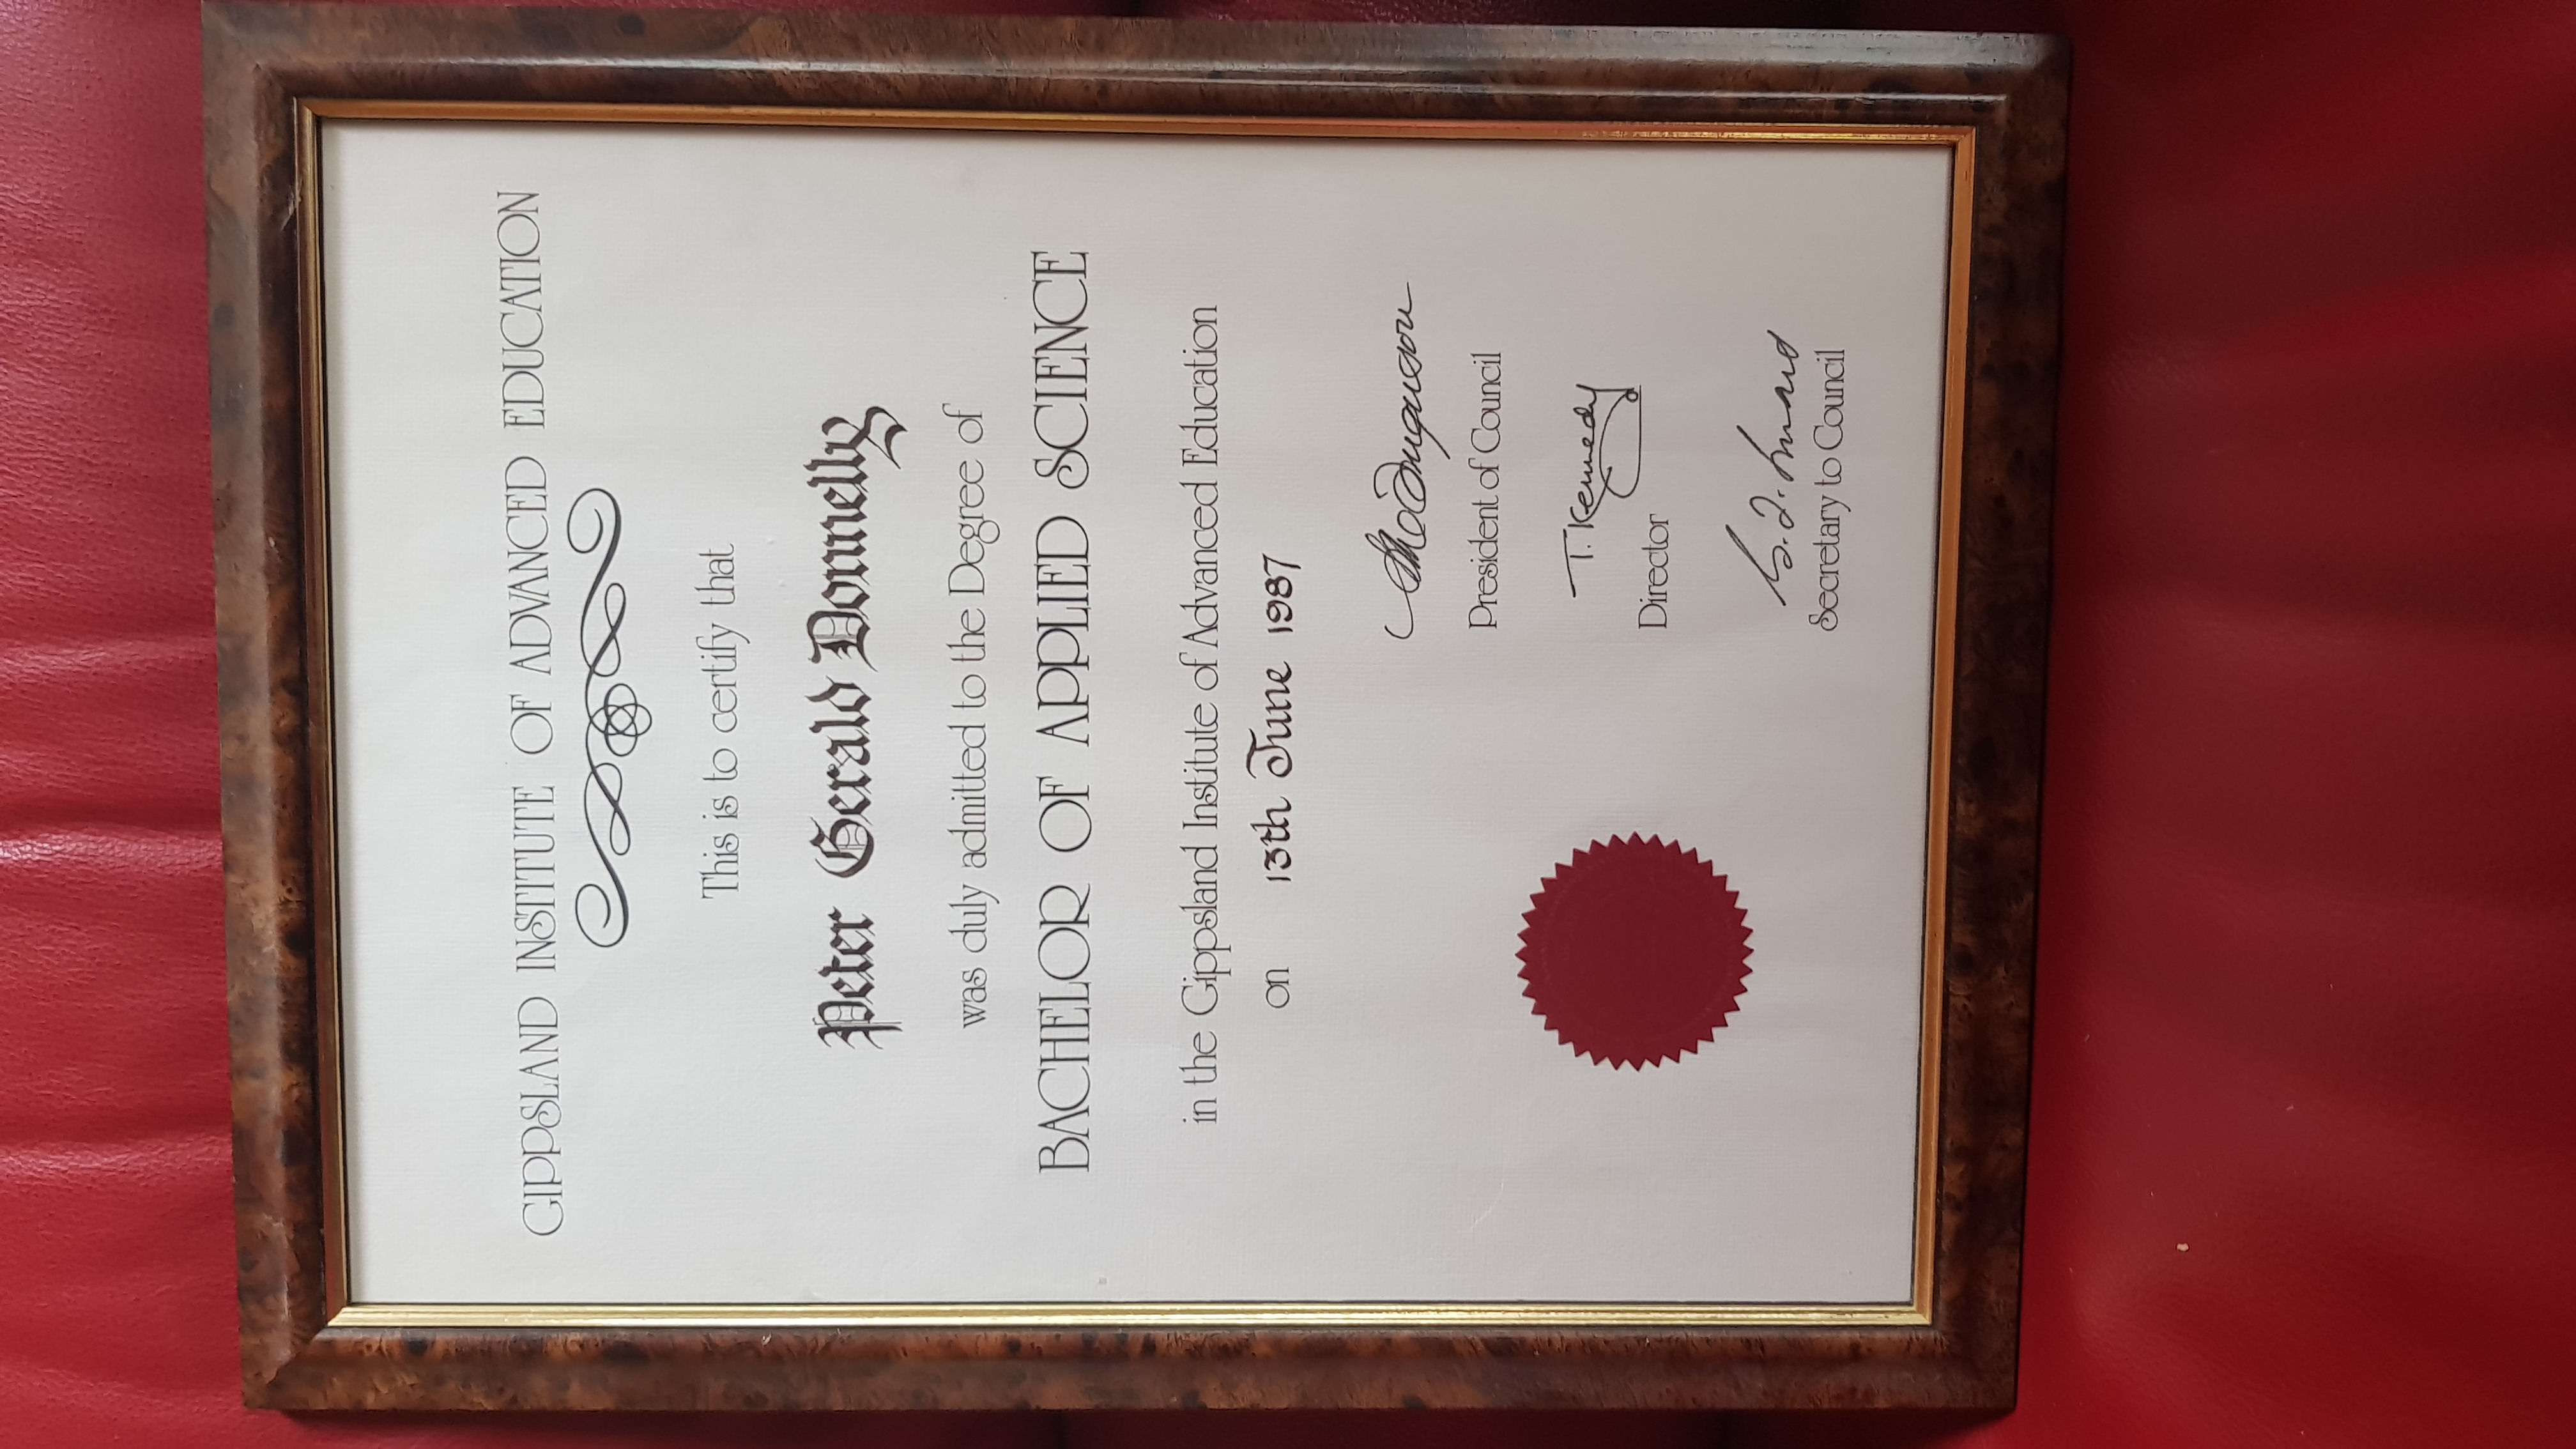 GIPPSLAND INSTITUTE OF ADVANCED EDUCATION
This is to certify that
Peter Gerald Donnelly
was duly admitted to the Degree of
BACHELOR OF APPLIED SCIENCE
in the Gippsland Institute of Advanced Education
on 13th June 1987
President of Council
T. Kennedy
Director
Secretary to Council